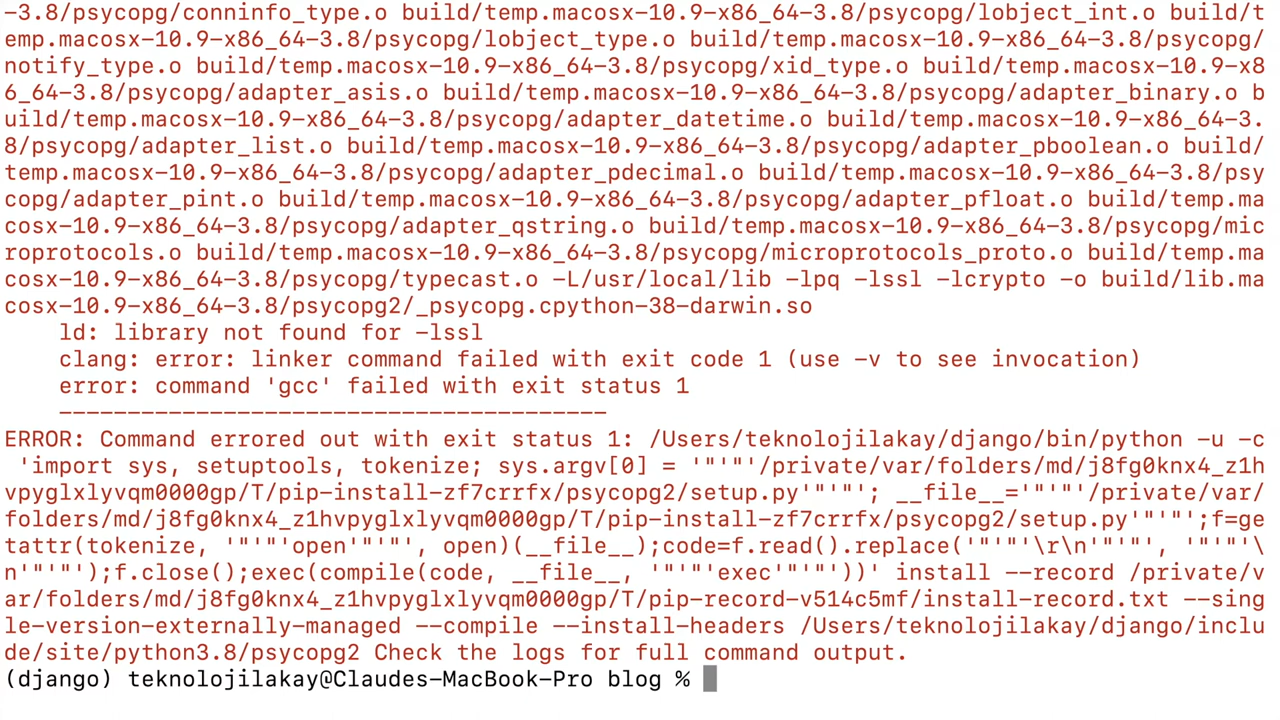 -3.8/psycopg/conninfo_type.o build/temp.macosx-10.9-x86_64-3.8/psycopg/lobject_int.o build/t
emp.macosx-10.9-x86_64-3.8/psycopg/lobject_type.o build/temp.macosx-10.9-x86_64-3.8/psycopg/
notify_type.o build/temp.macosx-10.9-x86_64-3.8/psycopg/xid_type.o build/temp.macosx-10.9-x8
6_64-3.8/psycopg/adapter_asis.o build/temp.macosx-10.9-x86_64-3.8/psycopg/adapter_binary.o b
uild/temp.macosx-10.9-x86_64-3.8/psycopg/adapter_datetime.o build/temp.macosx-10.9-x86_64-3.
8/psycopg/adapter_list.o build/temp.macosx-10.9-x86_64-3.8/psycopg/adapter_pboolean.o build/
temp.macosx-10.9-x86_64-3.8/psycopg/adapter_pdecimal.o build/temp.macosx-10.9-x86_64-3.8/psy
copg/adapter_pint.o build/temp.macosx-10.9-x86_64-3.8/psycopg/adapter_pfloat.o build/temp.ma
cosx-10.9-x86_64-3.8/psycopg/adapter_qstring.o build/temp.macosx-10.9-x86_64-3.8/psycopg/mic
roprotocols.o build/temp.macosx-10.9-x86_64-3.8/psycopg/microprotocols_proto.o build/temp.ma
cosx-10.9-x86_64-3.8/psycopg/typecast.o -L/usr/local/lib -lpq -lssl -lcrypto -o build/lib.ma
cosx-10.9-x86_64-3.8/psycopg2/_psycopg.cpython-38-darwin.so
    ld: library not found for -lssl
    clang: error: linker command failed with exit code 1 (use -v to see invocation)
    error: command 'gcc' failed with exit status 1
    ----------------------------------------
ERROR: Command errored out with exit status 1: /Users/teknolojilakay/django/bin/python -u -c
 'import sys, setuptools, tokenize; sys.argv[0] = '"'"'/private/var/folders/md/j8fg0knx4_z1h
vpyglxlyvqm0000gp/T/pip-install-zf7crrfx/psycopg2/setup.py'"'"'; __file__='"'"'/private/var/
folders/md/j8fg0knx4_z1hvpyglxlyvqm0000gp/T/pip-install-zf7crrfx/psycopg2/setup.py'"'"';f=ge
tattr(tokenize, '"'"'open'"'"', open)(__file__);code=f.read().replace('"'"'\r\n'"'"', '"'"'\
n'"'"');f.close();exec(compile(code, __file__, '"'"'exec'"'"'))' install --record /private/v
ar/folders/md/j8fg0knx4_z1hvpyglxlyvqm0000gp/T/pip-record-v514c5mf/install-record.txt --sing
le-version-externally-managed --compile --install-headers /Users/teknolojilakay/django/inclu
de/site/python3.8/psycopg2 Check the logs for full command output.
(django) teknolojilakay@Claudes-MacBook-Pro blog %